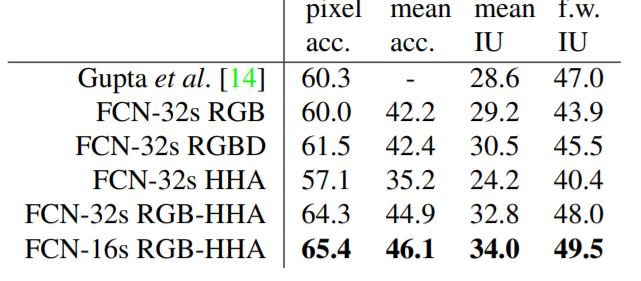 pixel mean mean f.w.
acc. acc. IU IU
Gupta et al. [14] 60.3 - 28.6 47.0
FCN-32s RGB 60.0 42.2 29.2 43.9
FCN-32s RGBD 61.5 42.4 30.5 45.5
FCN-32s HHA 57.1 35.2 24.2 40.4
FCN-32s RGB-HHA 64.3 44.9 32.8 48.0
FCN-16s RGB-HHA 65.4 46.1 34.0 49.5